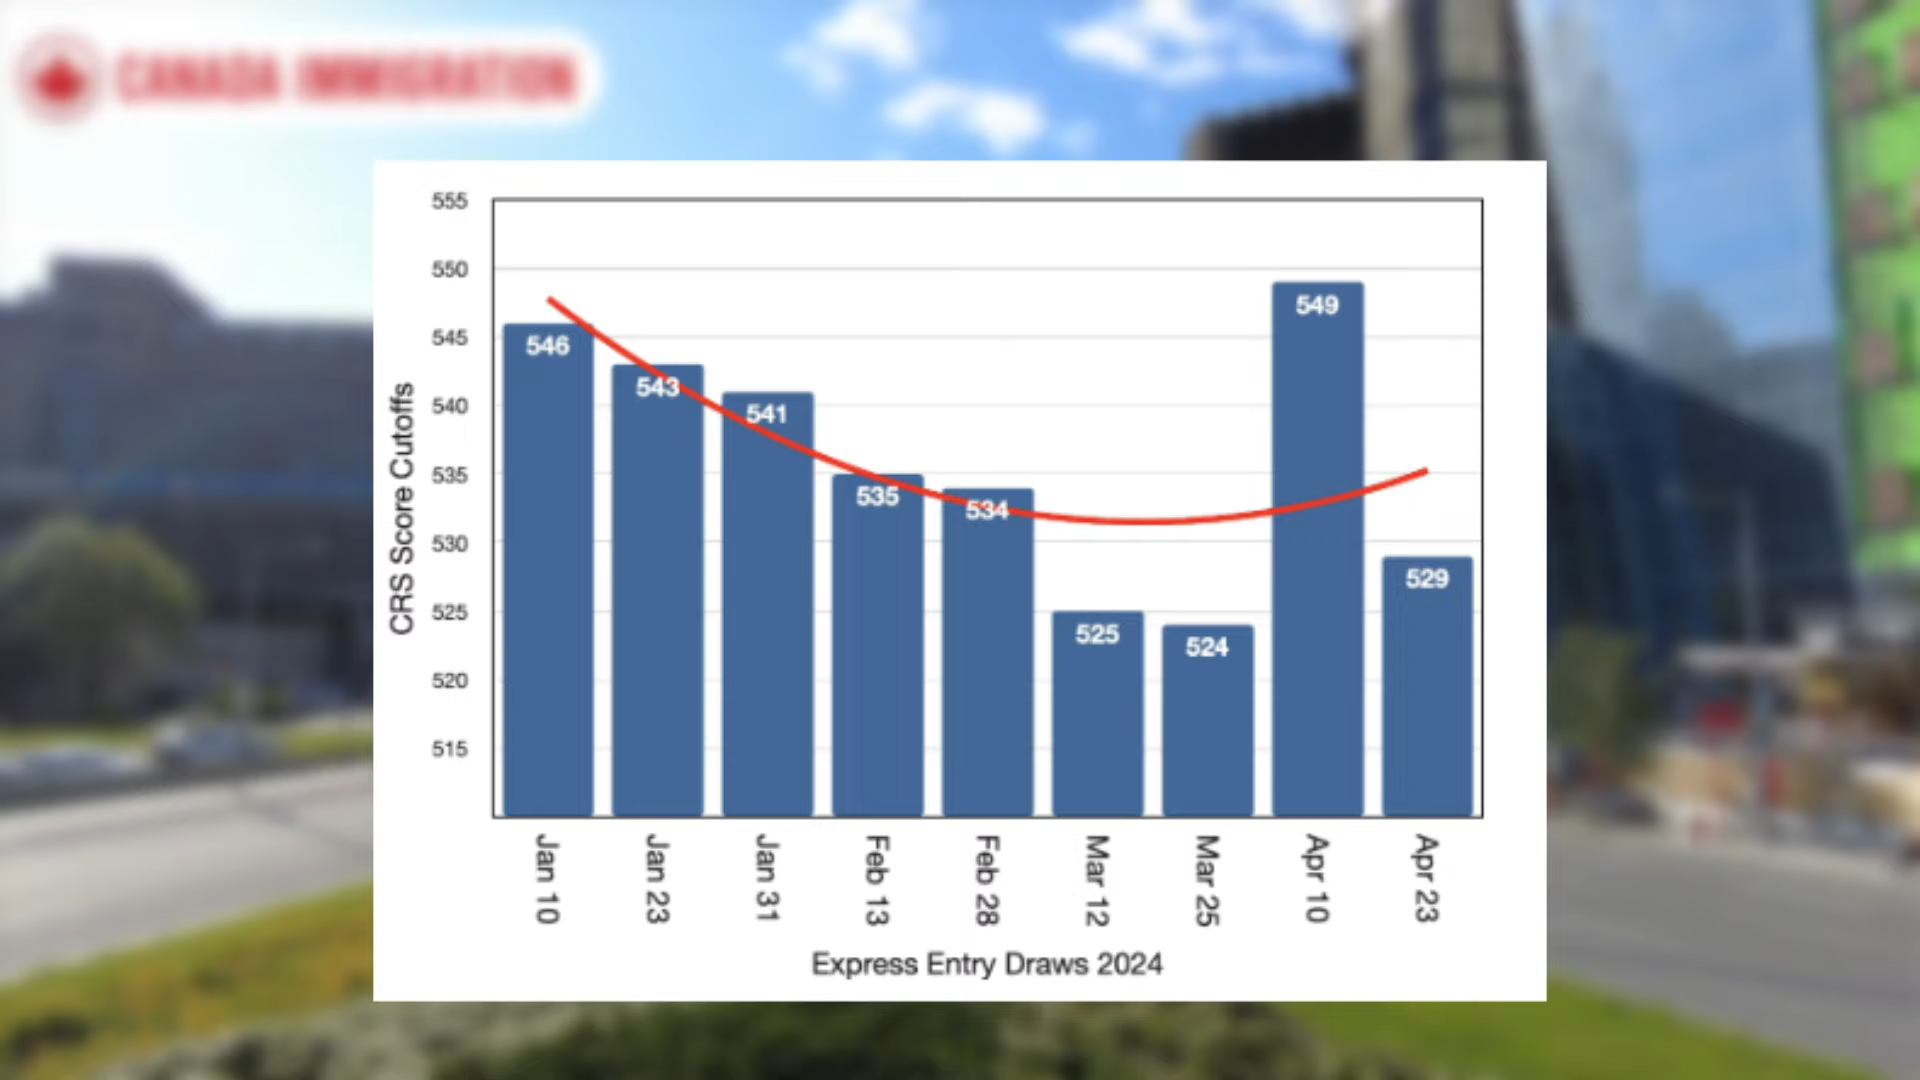 CANADA IMMIGRATION
555
550
545
540
535
530
525
520
515
CRS Score Cutoffs
546
543
541
535
534
525
524
549
529
Jan 10
Jan 23
Jan 31
Feb 13
Feb 28
Mar 12
Mar 25
Apr 10
Apr 23
Express Entry Draws 2024